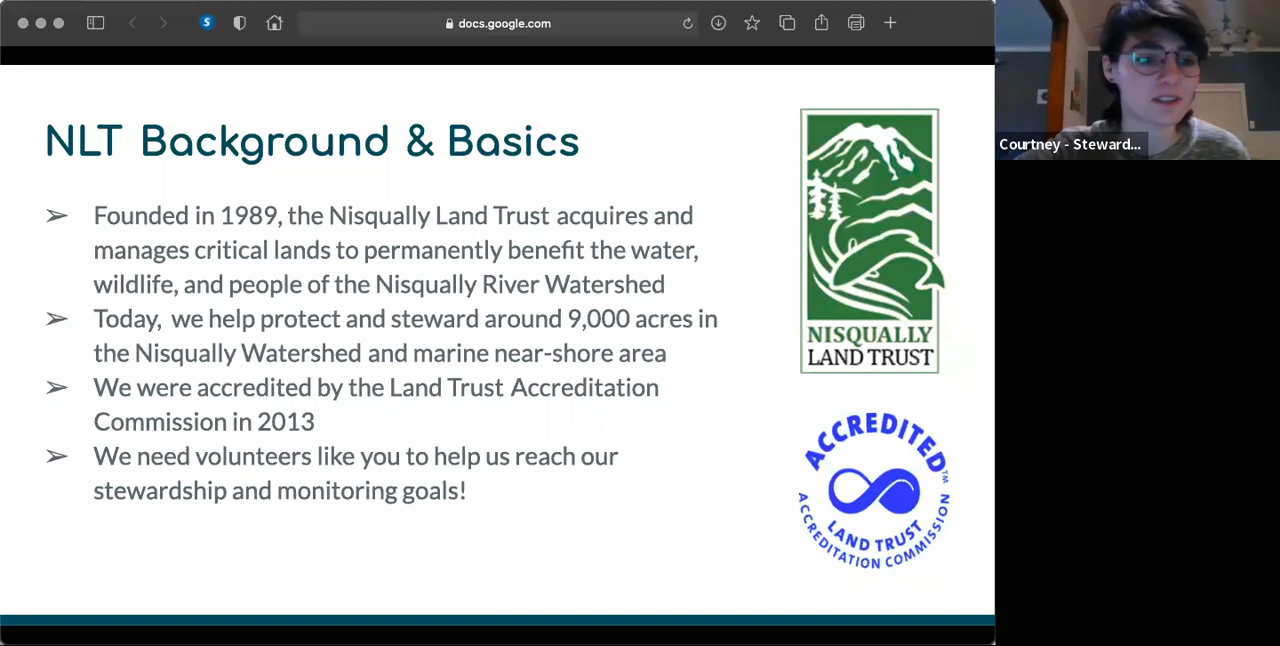 S
docs.google.com
NLT Background & Basics
➢ Founded in 1989, the Nisqually Land Trust acquires and
manages critical lands to permanently benefit the water,
wildlife, and people of the Nisqually River Watershed
➢ Today, we help protect and steward around 9,000 acres in
the Nisqually Watershed and marine near-shore area
➢ We were accredited by the Land Trust Accreditation
Commission in 2013
➢ We need volunteers like you to help us reach our
stewardship and monitoring goals!
NISQUALLY
LAND TRUST
ACCREDITED™
LAND TRUST
ACCREDITATION COMMISSION
Courtney - Steward...